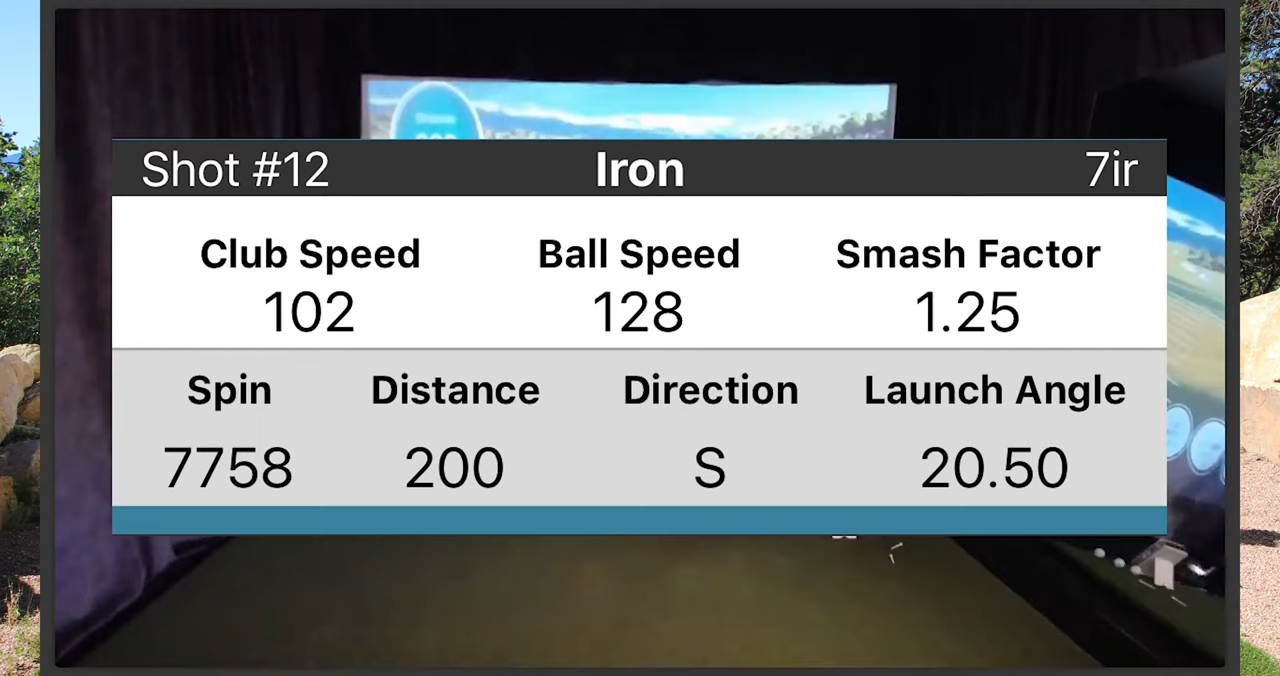 Shot #12 Iron 7ir
Club Speed Ball Speed Smash Factor
102 128 1.25
Spin Distance Direction Launch Angle
7758 200 S 20.50